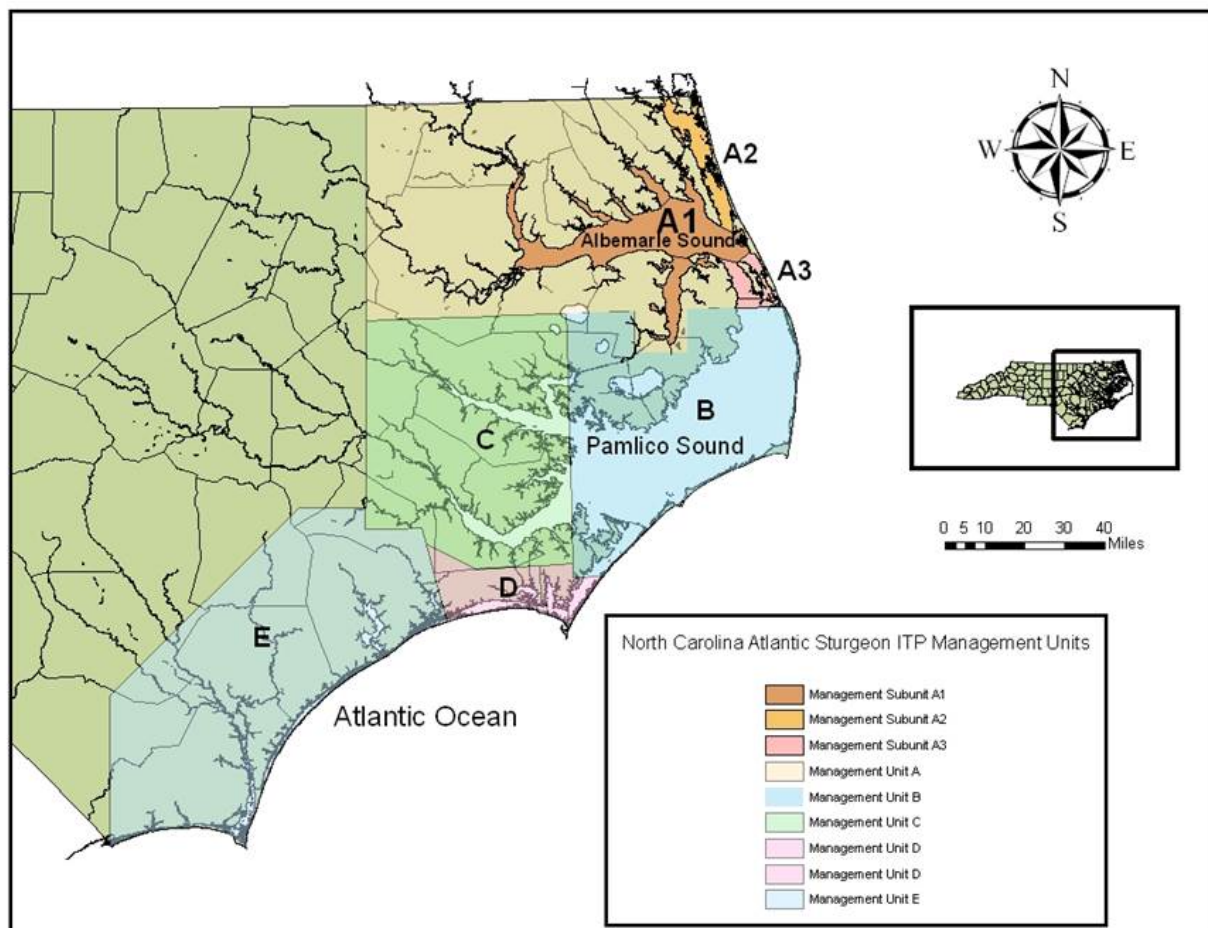 N
W E
S
A2
A1
Albemarle Sound
A3
B
C
Pamlico Sound
D
E
Atlantic Ocean
0 5 10 20 30 40
Miles
North Carolina Atlantic Sturgeon ITP Management Units
Management Subunit A1
Management Subunit A2
Management Subunit A3
Management Unit A
Management Unit B
Management Unit C
Management Unit D
Management Unit D
Management Unit E